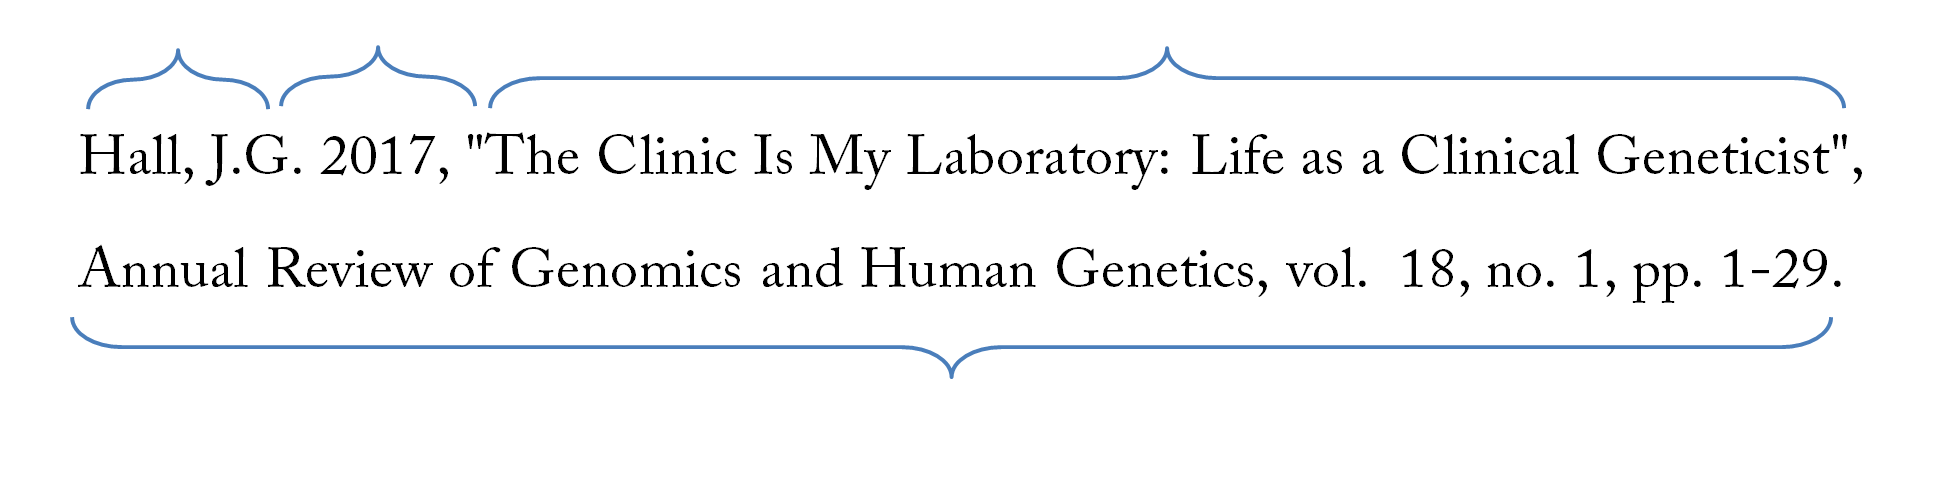 Hall, J.G. 2017, "The Clinic Is My Laboratory: Life as a Clinical Geneticist",
Annual Review of Genomics and Human Genetics, vol.  18, no. 1, pp. 1-29.